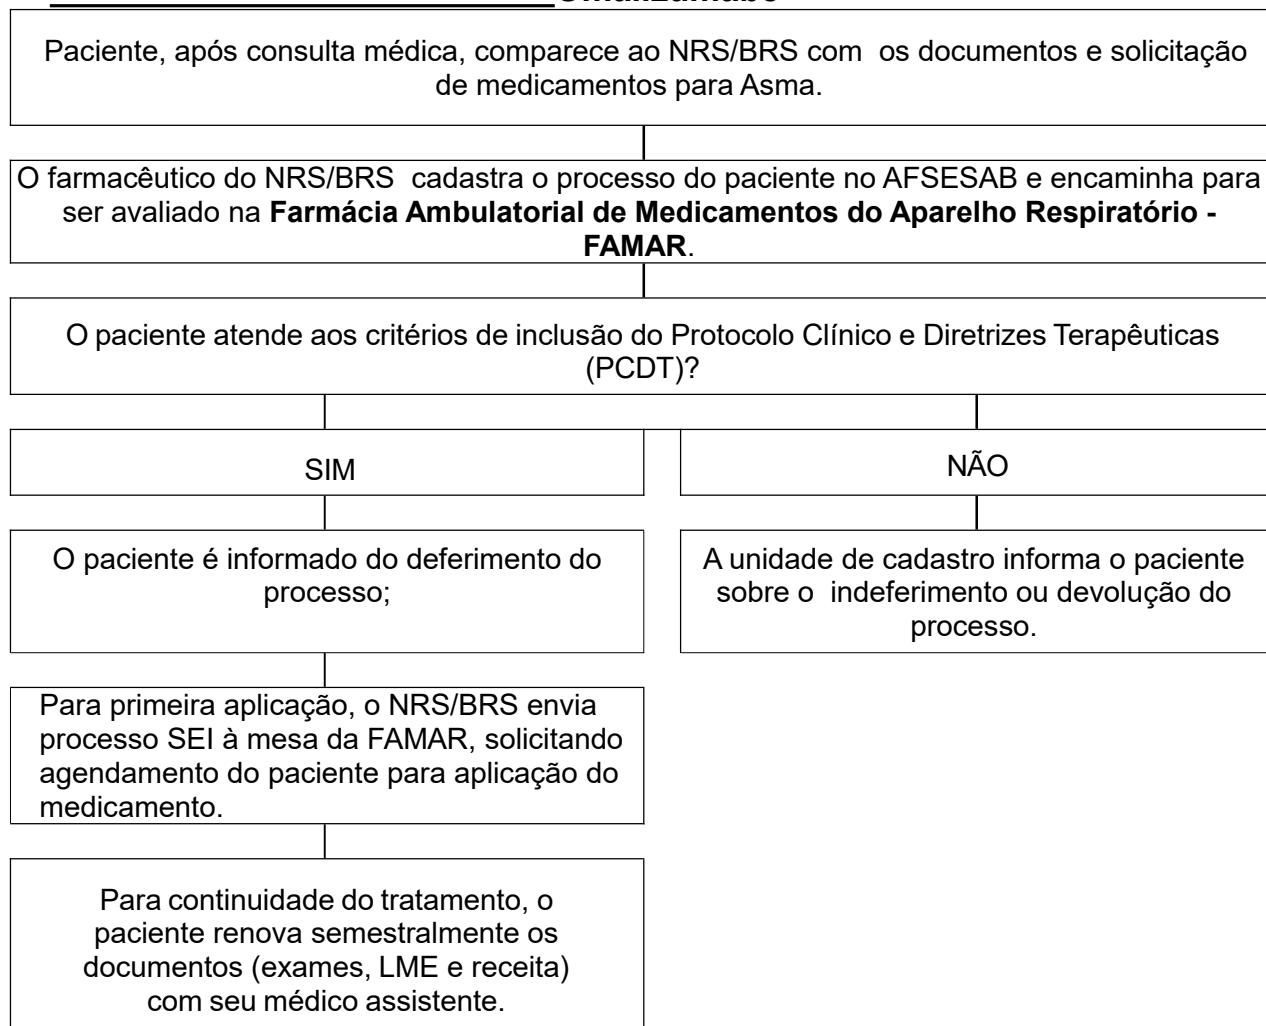 Paciente, após consulta médica, comparece ao NRS/BRS com os documentos e solicitação
de medicamentos para Asma.
O farmacêutico do NRS/BRS cadastra o processo do paciente no AFSESAB e encaminha para
ser avaliado na Farmácia Ambulatorial de Medicamentos do Aparelho Respiratório -
FAMAR.
O paciente atende aos critérios de inclusão do Protocolo Clínico e Diretrizes Terapêuticas
(PCDT)?
SIM
NÃO
O paciente é informado do deferimento do
processo;
A unidade de cadastro informa o paciente
sobre o indeferimento ou devolução do
processo.
Para primeira aplicação, o NRS/BRS envia
processo SEI à mesa da FAMAR, solicitando
agendamento do paciente para aplicação do
medicamento.
Para continuidade do tratamento, o
paciente renova semestralmente os
documentos (exames, LME e receita)
com seu médico assistente.